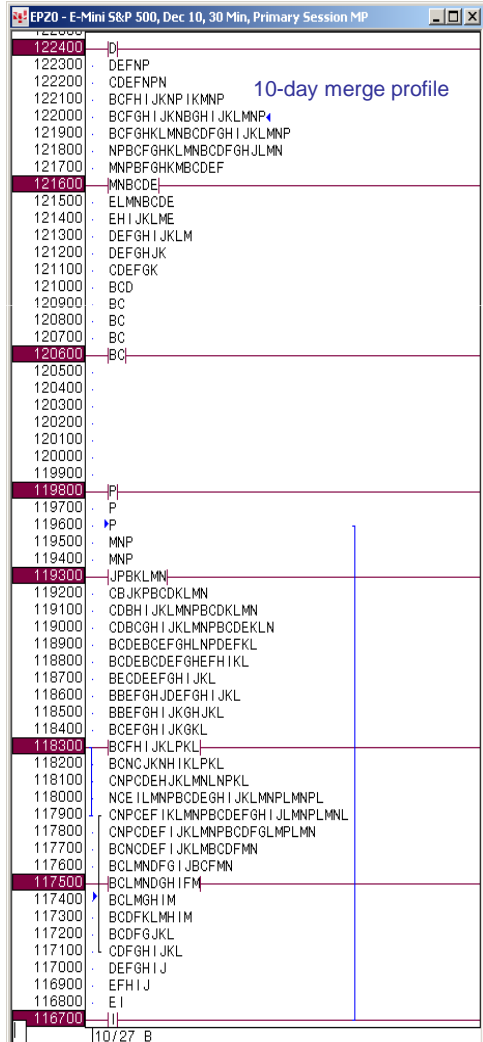 EPZ0 - E-Mini S&P 500, Dec 10, 30 Min, Primary Session MP
122400 D
122300 DEFNP
122200 CDEFNPN
10-day merge profile
122100 BCFHIJKNPIKMNP
122000 BCFGHIJKNBGHIJKLMNP
121900 BCFGHKLMNBCDFGHIJKLMNP
121800 NPBCFGHKLMNBCDFGHJLMN
121700 MNPBFGHKMBCDEF
121600 MNBCDE
121500 ELMNBCDE
121400 EHIJKLME
121300 DEFGHIJKLM
121200 DEFGHJK
121100 CDEFGK
121000 BCD
120900 BC
120800 BC
120700 BC
120600 BC
120500
120400
120300
120200
120100
120000
119900
119800 P
119700 P
119600 P
119500 MNP
119400 MNP
119300 JPBKLMN
119200 CBJKPBCDKLMN
119100 CDBHIJKLMNPBCDKLMN
119000 CDBCGHIJKLMNPBCDEKLN
118900 BCDEBCEFGHLNPDEFKL
118800 BCDEBCDEFGHEFHIKL
118700 BECDEEFGHIJKL
118600 BBEFGHJDEFGHIJKL
118500 BBEFGHIJKGHJKL
118400 BCEFGHIJKGKL
118300 BCFHIJKLPKL
118200 BCNCJKNHIKLPKL
118100 CNPCDEHJKLMNLNPKL
118000 NCEILMNPBCDEGHIJKLMNPLMNPL
117900 CNPCEFIKLMNPBCDEFGHIJLMNPLMNL
117800 CNPCDEFIJKLMNPBCDFGLMPLMN
117700 BCNCDEFIJKLMBCDFMN
117600 BCLMNDFGIJBCFMN
117500 BCLMNDGHIFM
117400 BCLMGHIM
117300 BCDFKLMHIM
117200 BCDFGJKL
117100 CDFGHIJKL
117000 DEFGHIJ
116900 EFHIJ
116800 EI
116700 I
10/27 B